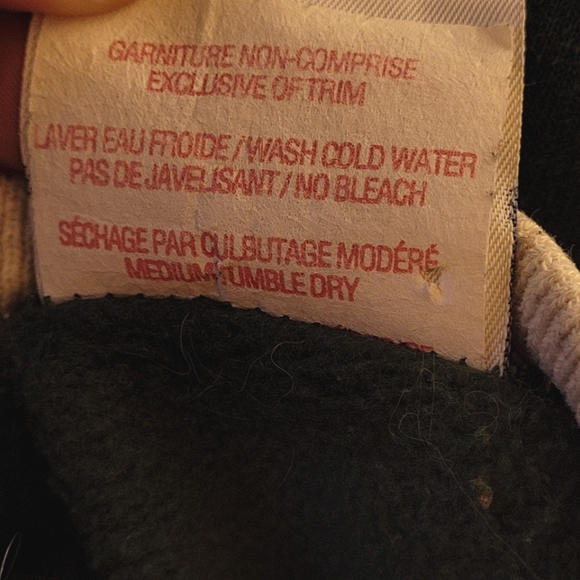 GARNITURE NON-COMPRISE
EXCLUSIVE OF TRIM
LAVER EAU FROIDE/WASH COLD WATER
PAS DE JAVELISANT/NO BLEACH
SÉCHAGE PAR CULBUTAGE MODÉRÉ
MEDIUM TUMBLE DRY